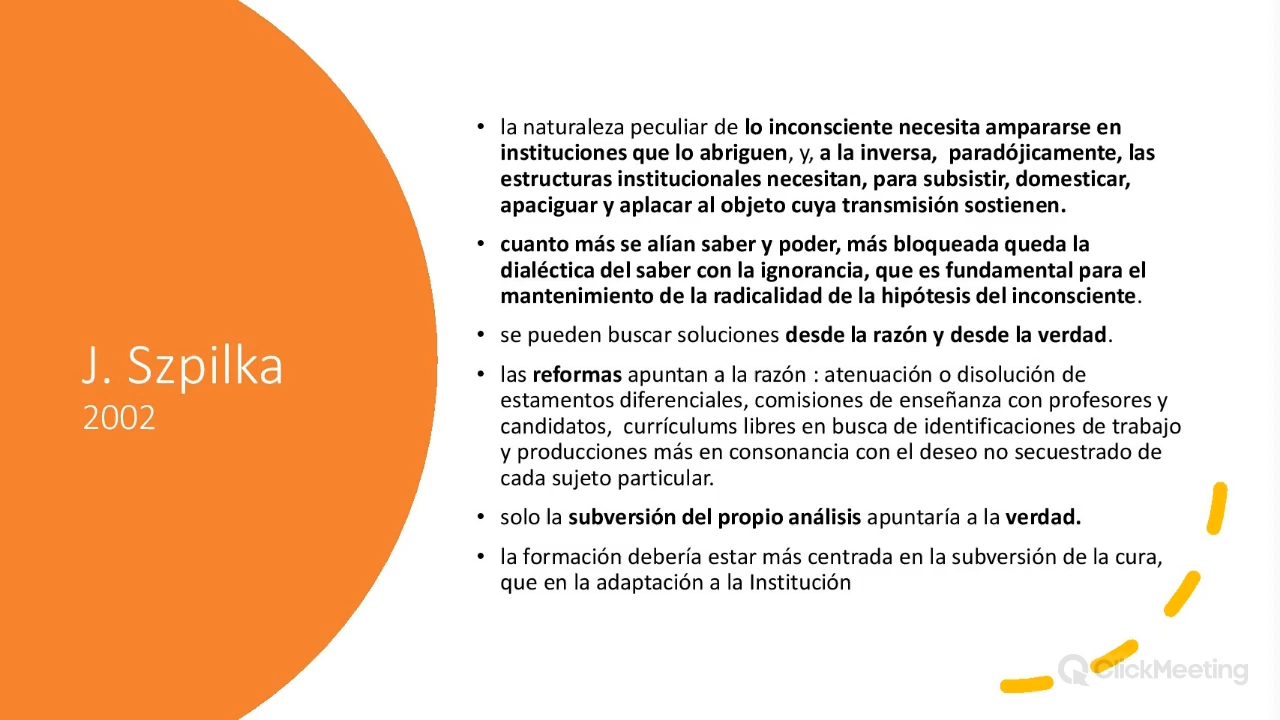 J. Szpilka
2002
• la naturaleza peculiar de lo inconsciente necesita ampararse en
instituciones que lo abriguen, y, a la inversa,  paradójicamente, las
estructuras institucionales necesitan, para subsistir, domesticar,
apaciguar y aplacar al objeto cuya transmisión sostienen.
• cuanto más se alían saber y poder, más bloqueada queda la
dialéctica del saber con la ignorancia, que es fundamental para el
mantenimiento de la radicalidad de la hipótesis del inconsciente.
• se pueden buscar soluciones desde la razón y desde la verdad.
• las reformas apuntan a la razón : atenuación o disolución de
estamentos diferenciales, comisiones de enseñanza con profesores y
candidatos,  currículums libres en busca de identificaciones de trabajo
y producciones más en consonancia con el deseo no secuestrado de
cada sujeto particular.
• solo la subversión del propio análisis apuntaría a la verdad.
• la formación debería estar más centrada en la subversión de la cura,
que en la adaptación a la Institución
ClickMeeting